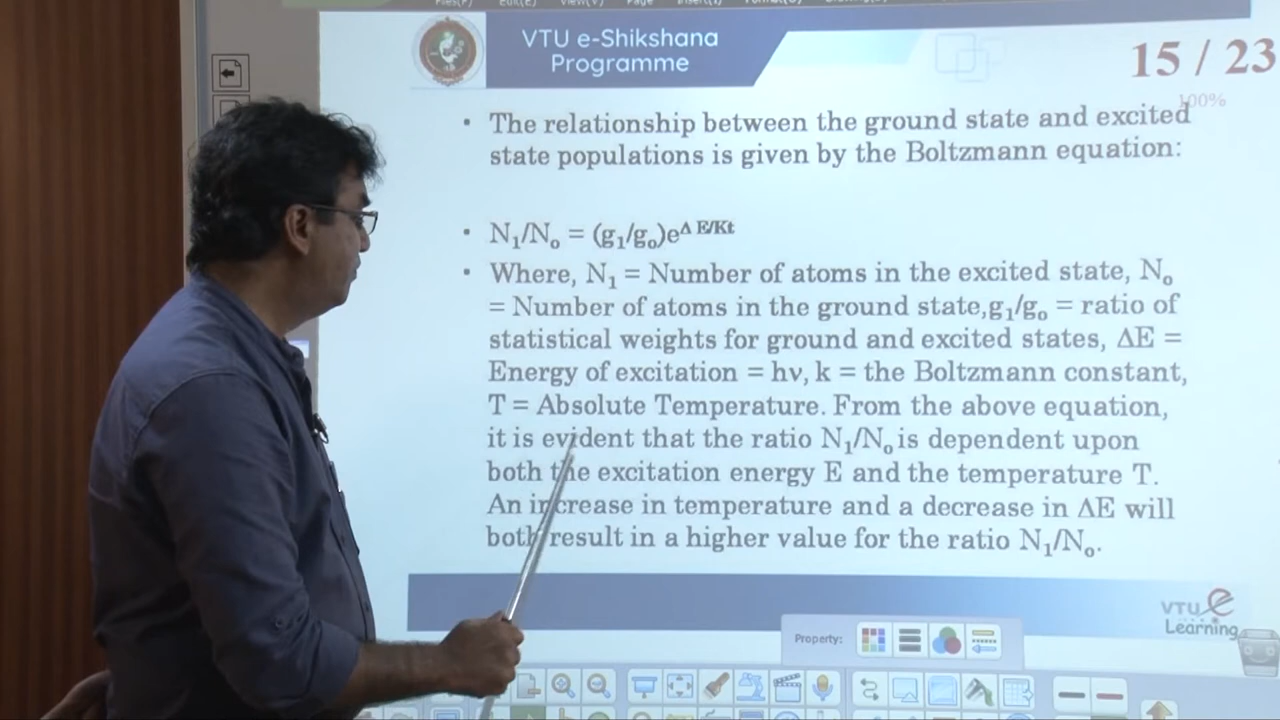 VTU e-Shikshana
Programme
15 / 23
100%
▪ The relationship between the ground state and excited
state populations is given by the Boltzmann equation:
▪ N₁/Nₒ = (g₁/gₒ)e^Δ E/Kt
▪ Where, N₁ = Number of atoms in the excited state, Nₒ
= Number of atoms in the ground state,g₁/gₒ = ratio of
statistical weights for ground and excited states, ΔE =
Energy of excitation = hν, k = the Boltzmann constant,
T = Absolute Temperature. From the above equation,
it is evident that the ratio N₁/Nₒ is dependent upon
both the excitation energy E and the temperature T.
An increase in temperature and a decrease in ΔE will
both result in a higher value for the ratio N₁/Nₒ.
VTU e
Learning
Property: